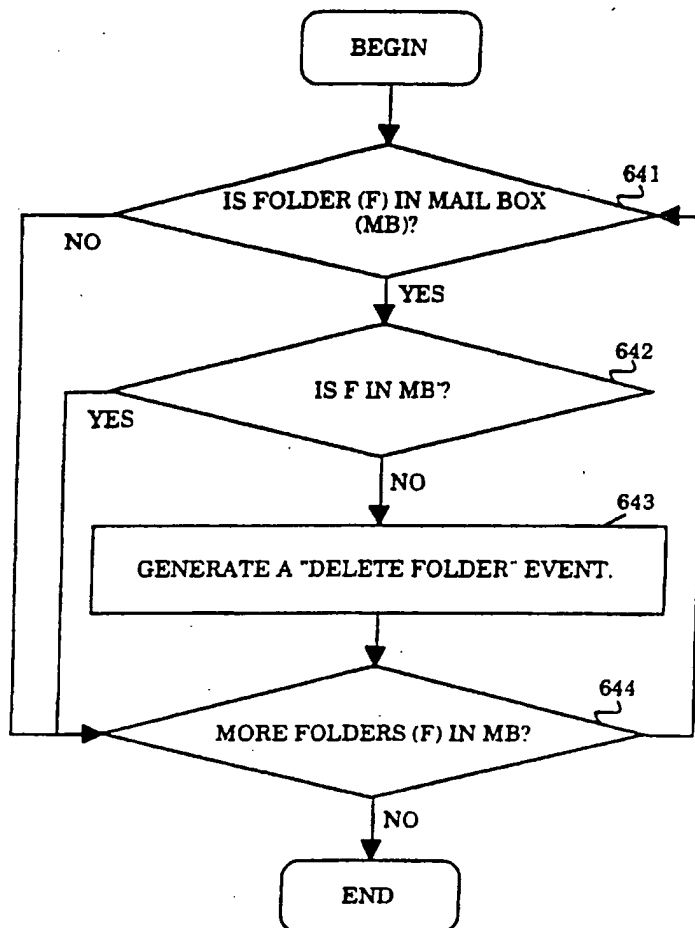 BEGIN
641
IS FOLDER (F) IN MAIL BOX
(MB)?
NO
YES
642
IS F IN MB'?
YES
NO
643
GENERATE A "DELETE FOLDER" EVENT.
644
MORE FOLDERS (F) IN MB?
NO
END